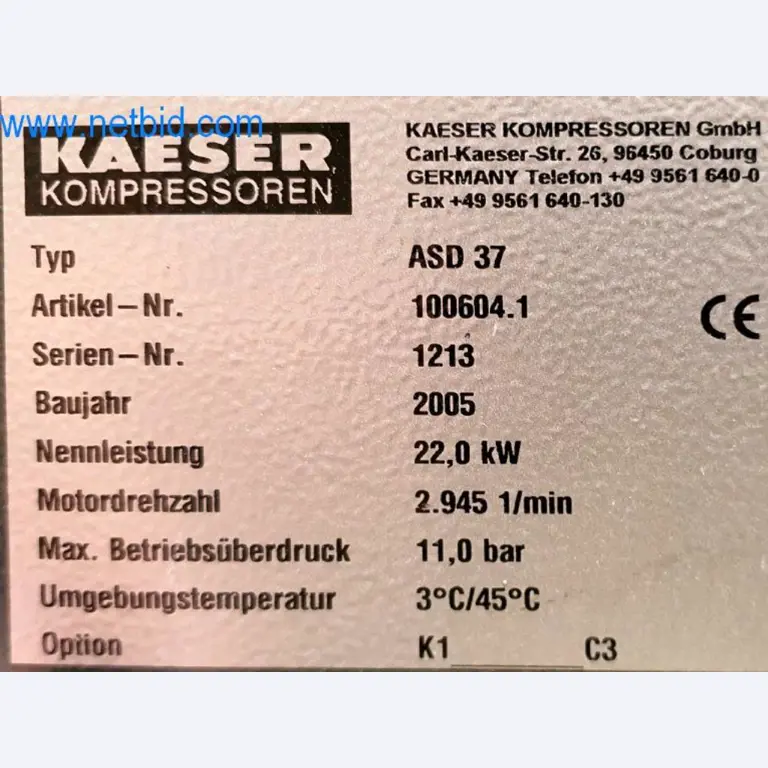 www.netbid.com
KAESER
KOMPRESSOREN
KAESER KOMPRESSOREN GmbH
Carl-Kaeser-Str. 26, 96450 Coburg
GERMANY Telefon +49 9561 640-0
Fax +49 9561 640-130
Typ ASD 37
Artikel-Nr. 100604.1
CE
Serien-Nr. 1213
Baujahr 2005
Nennleistung 22,0 kW
Motordrehzahl 2.945 1/min
Max. Betriebsüberdruck 11,0 bar
Umgebungstemperatur 3°C/45°C
Option K1 C3